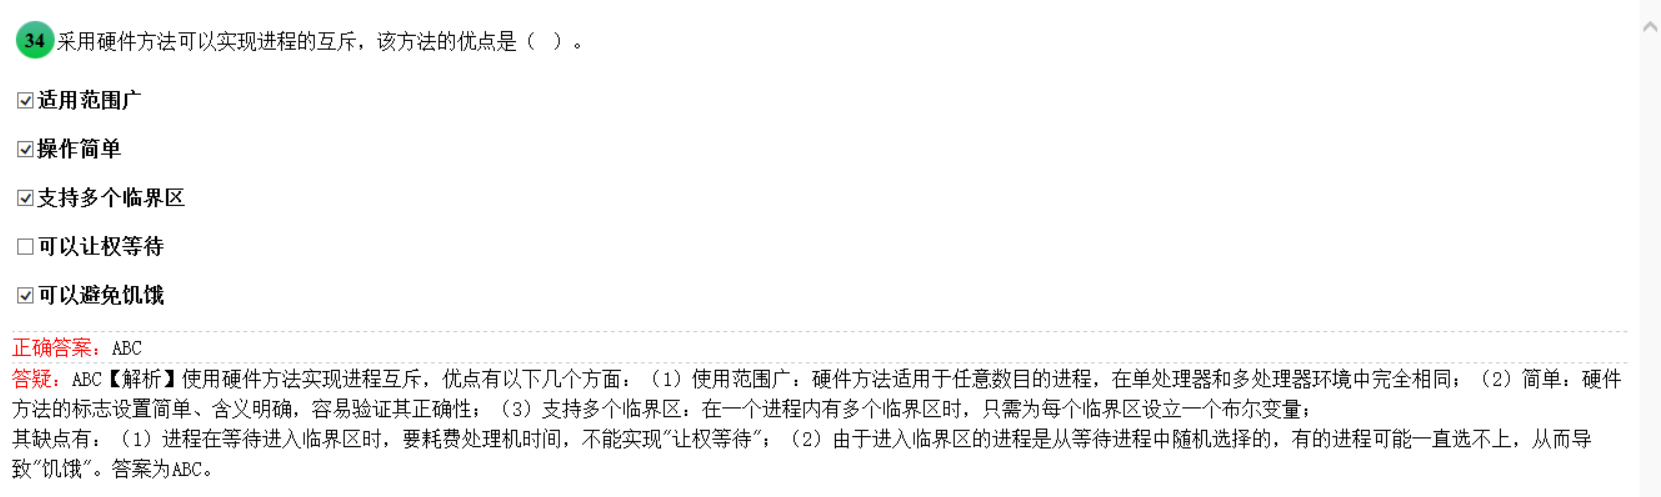 34 采用硬件方法可以实现进程的互斥，该方法的优点是（ ）。
适用范围广
操作简单
支持多个临界区
可以让权等待
可以避免饥饿
正确答案：ABC
答疑：ABC【解析】使用硬件方法实现进程互斥，优点有以下几个方面：（1）使用范围广：硬件方法适用于任意数目的进程，在单处理器和多处理器环境中完全相同；（2）简单：硬件
方法的标志设置简单、含义明确，容易验证其正确性；（3）支持多个临界区：在一个进程内有多个临界区时，只需为每个临界区设立一个布尔变量；
其缺点有：（1）进程在等待进入临界区时，要耗费处理机时间，不能实现"让权等待"；（2）由于进入临界区的进程是从等待进程中随机选择的，有的进程可能一直选不上，从而导
致"饥饿"。答案为ABC。